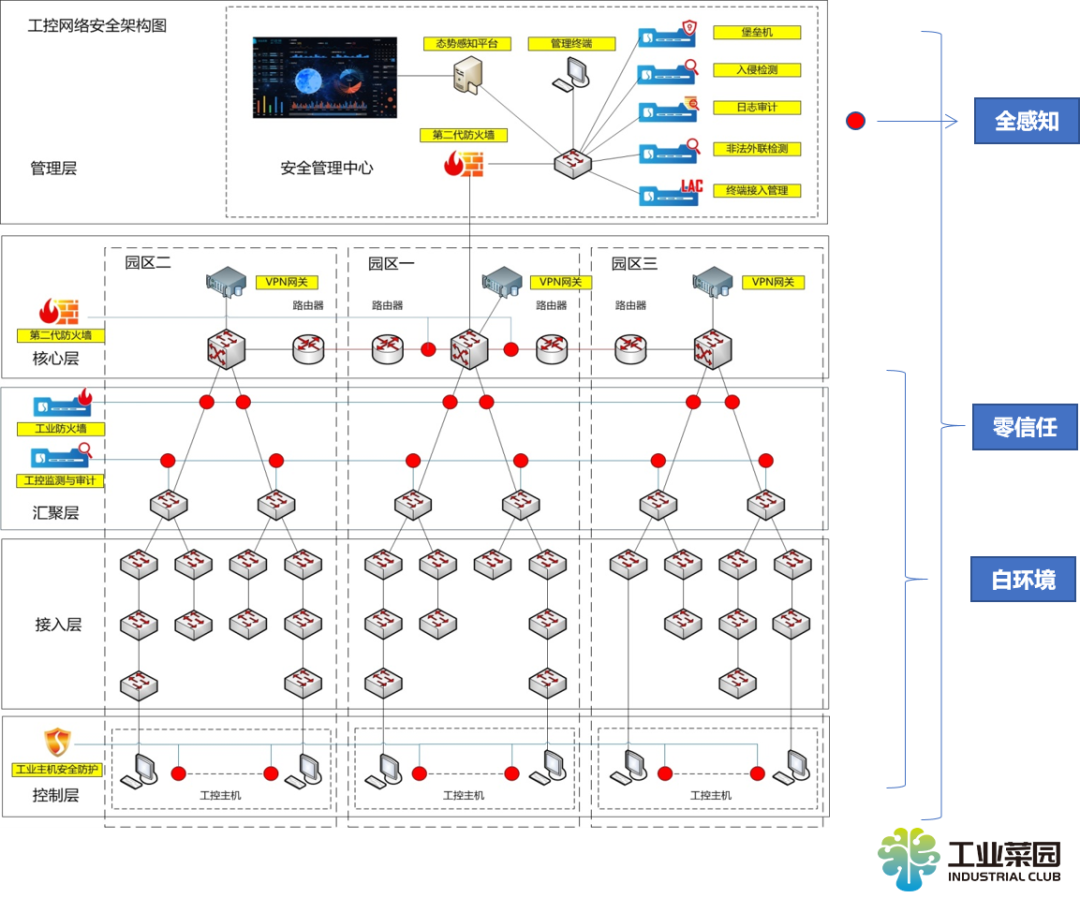 工控网络安全架构图
态势感知平台
管理终端
堡垒机
入侵检测
日志审计
第二代防火墙
非法外联检测
LAC
终端接入管理
管理层
安全管理中心
全感知
园区二
园区一
园区三
VPN网关
VPN网关
VPN网关
路由器
路由器
路由器
路由器
第二代防火墙
核心层
工业防火墙
工控监测与审计
汇聚层
零信任
白环境
接入层
工业主机安全防护
控制层
工控主机
工控主机
工控主机
工业菜园
INDUSTRIAL CLUB